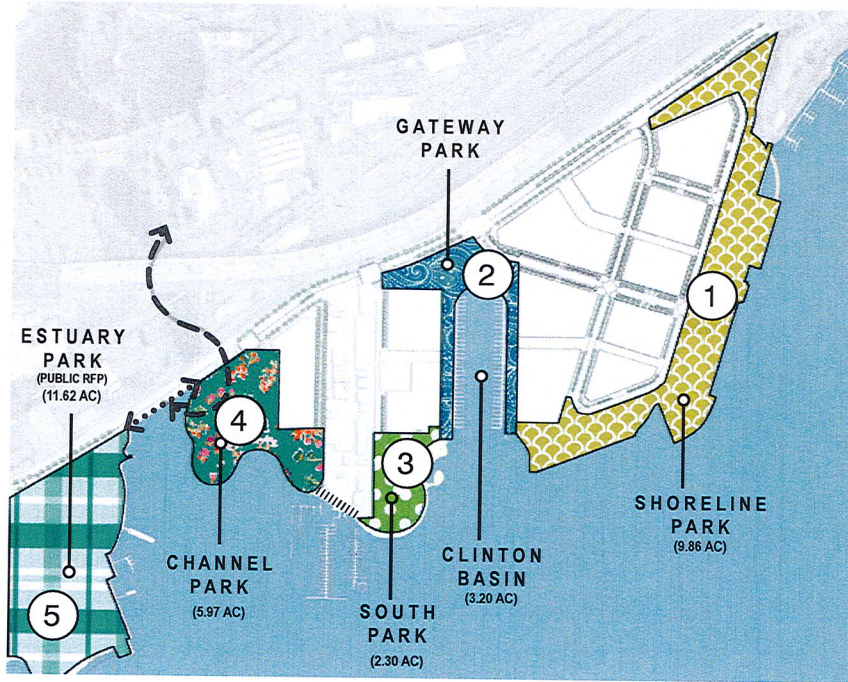 GATEWAY
PARK
2
1
ESTUARY
PARK
(PUBLIC RFP)
(11.62 AC)
4
3
5
CHANNEL
PARK
(5.97 AC)
SOUTH
PARK
(2.30 AC)
CLINTON
BASIN
(3.20 AC)
SHORELINE
PARK
(9.86 AC)